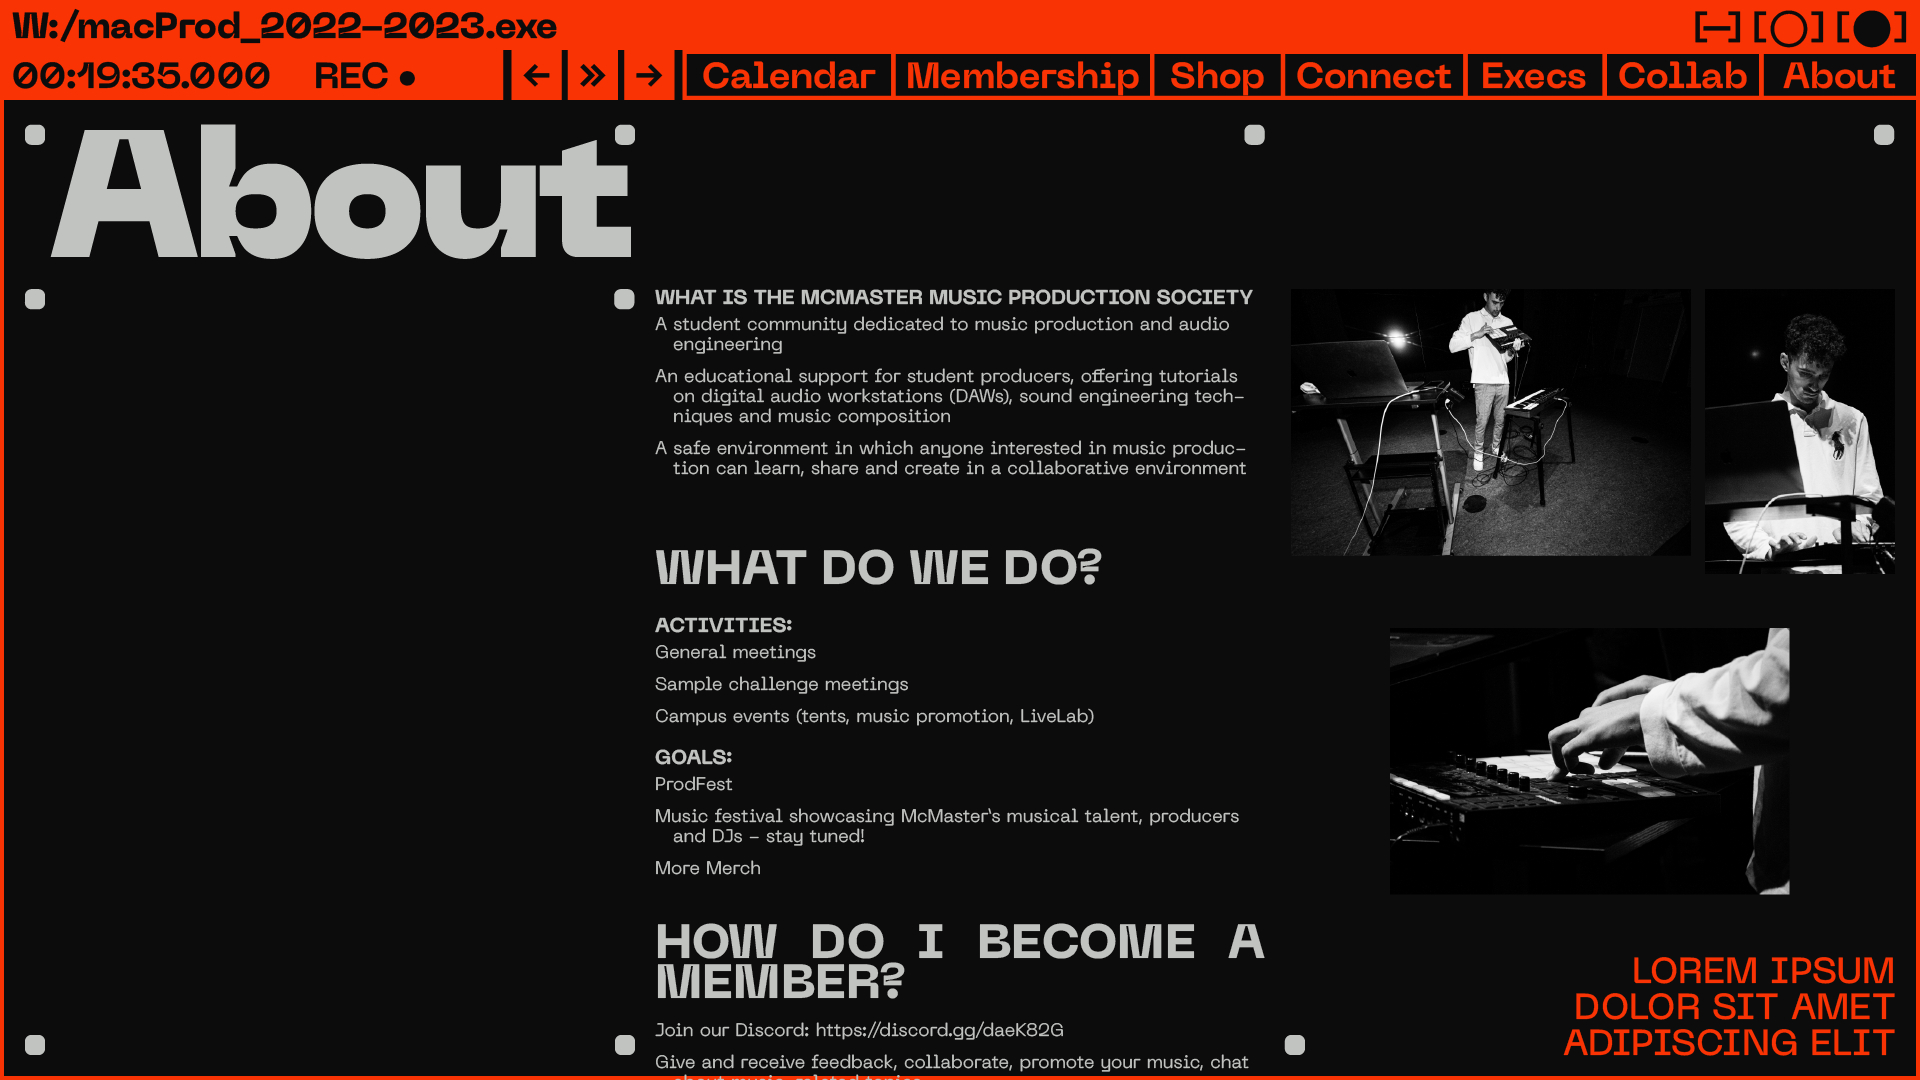 W:/macProd_2022-2023.exe
[—] [○] [●]
00:19:35.000 REC ●
← >> →
Calendar Membership Shop Connect Execs Collab About
About
WHAT IS THE MCMASTER MUSIC PRODUCTION SOCIETY
A student community dedicated to music production and audio
engineering
An educational support for student producers, offering tutorials
on digital audio workstations (DAWs), sound engineering tech-
niques and music composition
A safe environment in which anyone interested in music produc-
tion can learn, share and create in a collaborative environment
WHAT DO WE DO?
ACTIVITIES:
General meetings
Sample challenge meetings
Campus events (tents, music promotion, LiveLab)
GOALS:
ProdFest
Music festival showcasing McMaster's musical talent, producers
and DJs - stay tuned!
More Merch
HOW DO I BECOME A
MEMBER?
Join our Discord: https://discord.gg/daeK82G
Give and receive feedback, collaborate, promote your music, chat
LOREM IPSUM
DOLOR SIT AMET
ADIPISCING ELIT